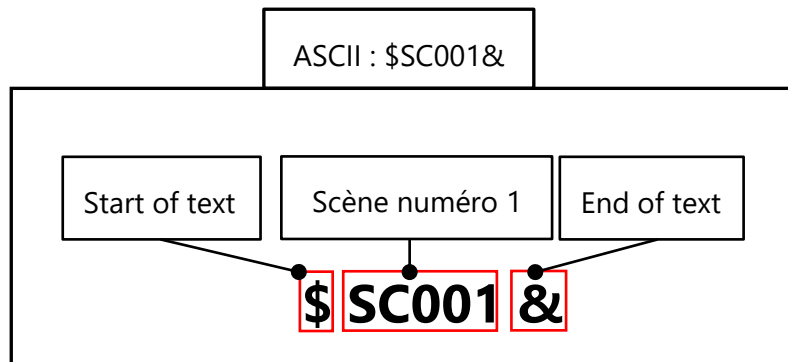 ASCII : $SC001&
Start of text
Scène numéro 1
End of text
$ SC001 &